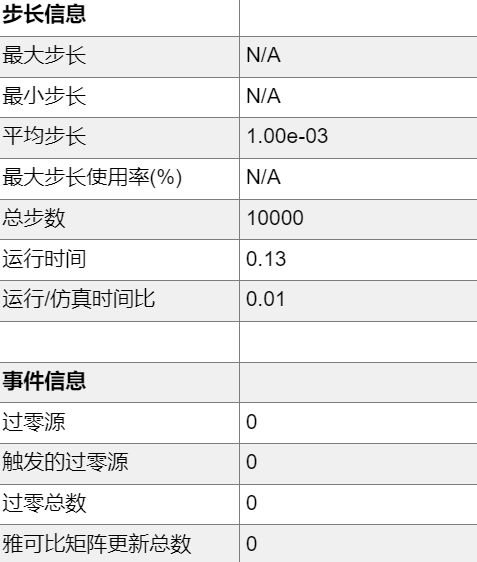 步长信息
最大步长 N/A
最小步长 N/A
平均步长 1.00e-03
最大步长使用率(%) N/A
总步数 10000
运行时间 0.13
运行/仿真时间比 0.01
事件信息
过零源 0
触发的过零源 0
过零总数 0
雅可比矩阵更新总数 0